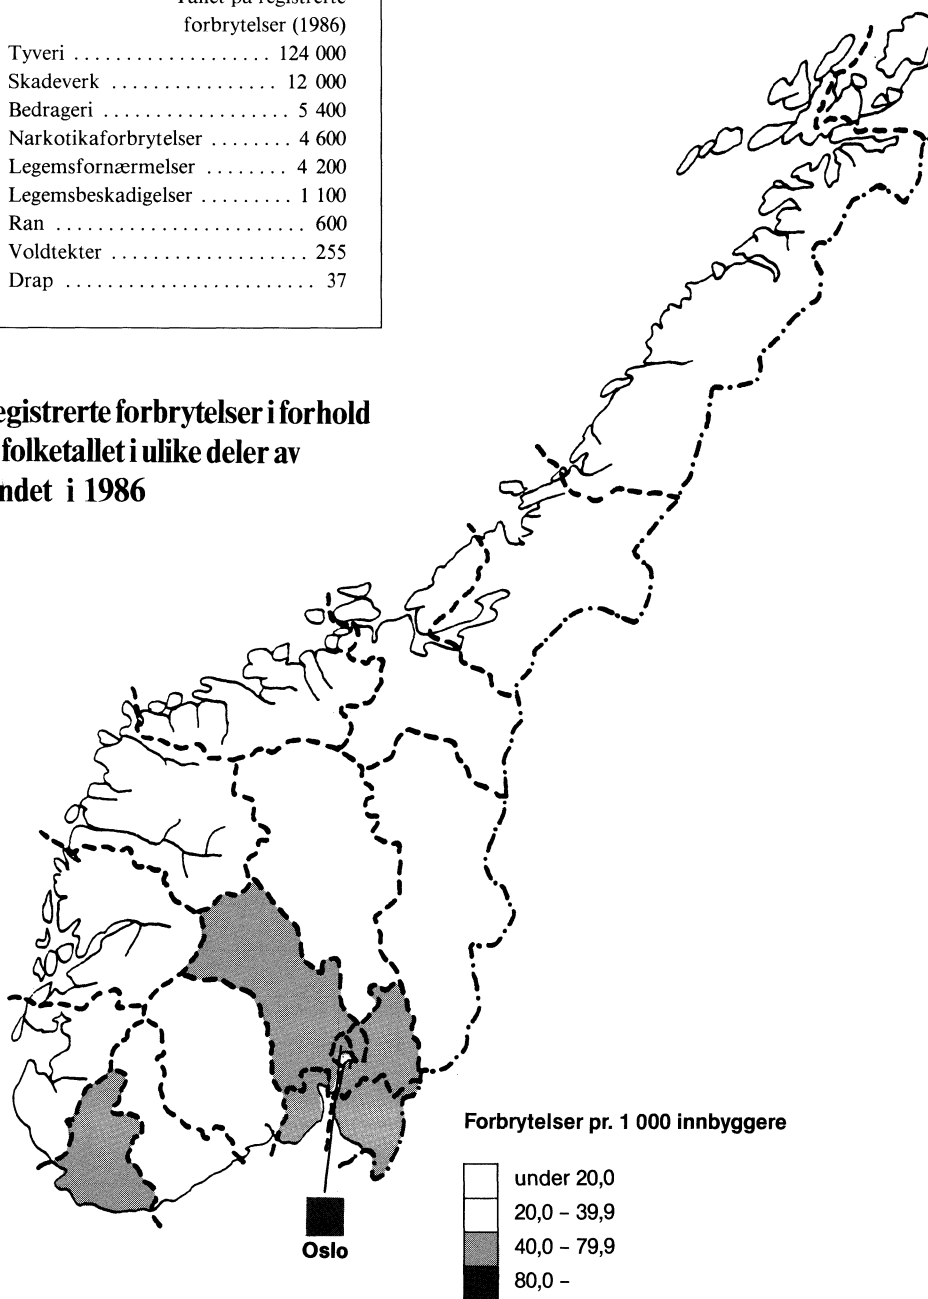 forbrytelser (1986)
Tyveri ................... 124 000
Skadeverk ................ 12 000
Bedrageri .................. 5 400
Narkotikaforbrytelser ........ 4 600
Legemsfornærmelser ........ 4 200
Legemsbeskadigelser ......... 1 100
Ran ........................ 600
Voldtekter ................... 255
Drap ........................ 37
egistrerte forbrytelser i forhold
folketallet i ulike deler av
ndet i 1986
Oslo
Forbrytelser pr. 1 000 innbyggere
under 20,0
20,0 – 39,9
40,0 – 79,9
80,0 –